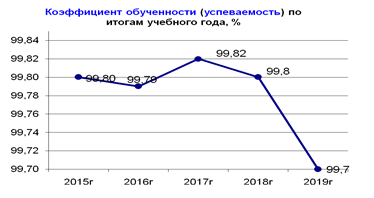 Коэффициент обученности (успеваемость) по
итогам учебного года, %
99,84
99,82
99,80
99,78
99,76
99,74
99,72
99,70
99,80
99,79
99,82
99,8
99,7
2015г
2016г
2017г
2018г
2019г